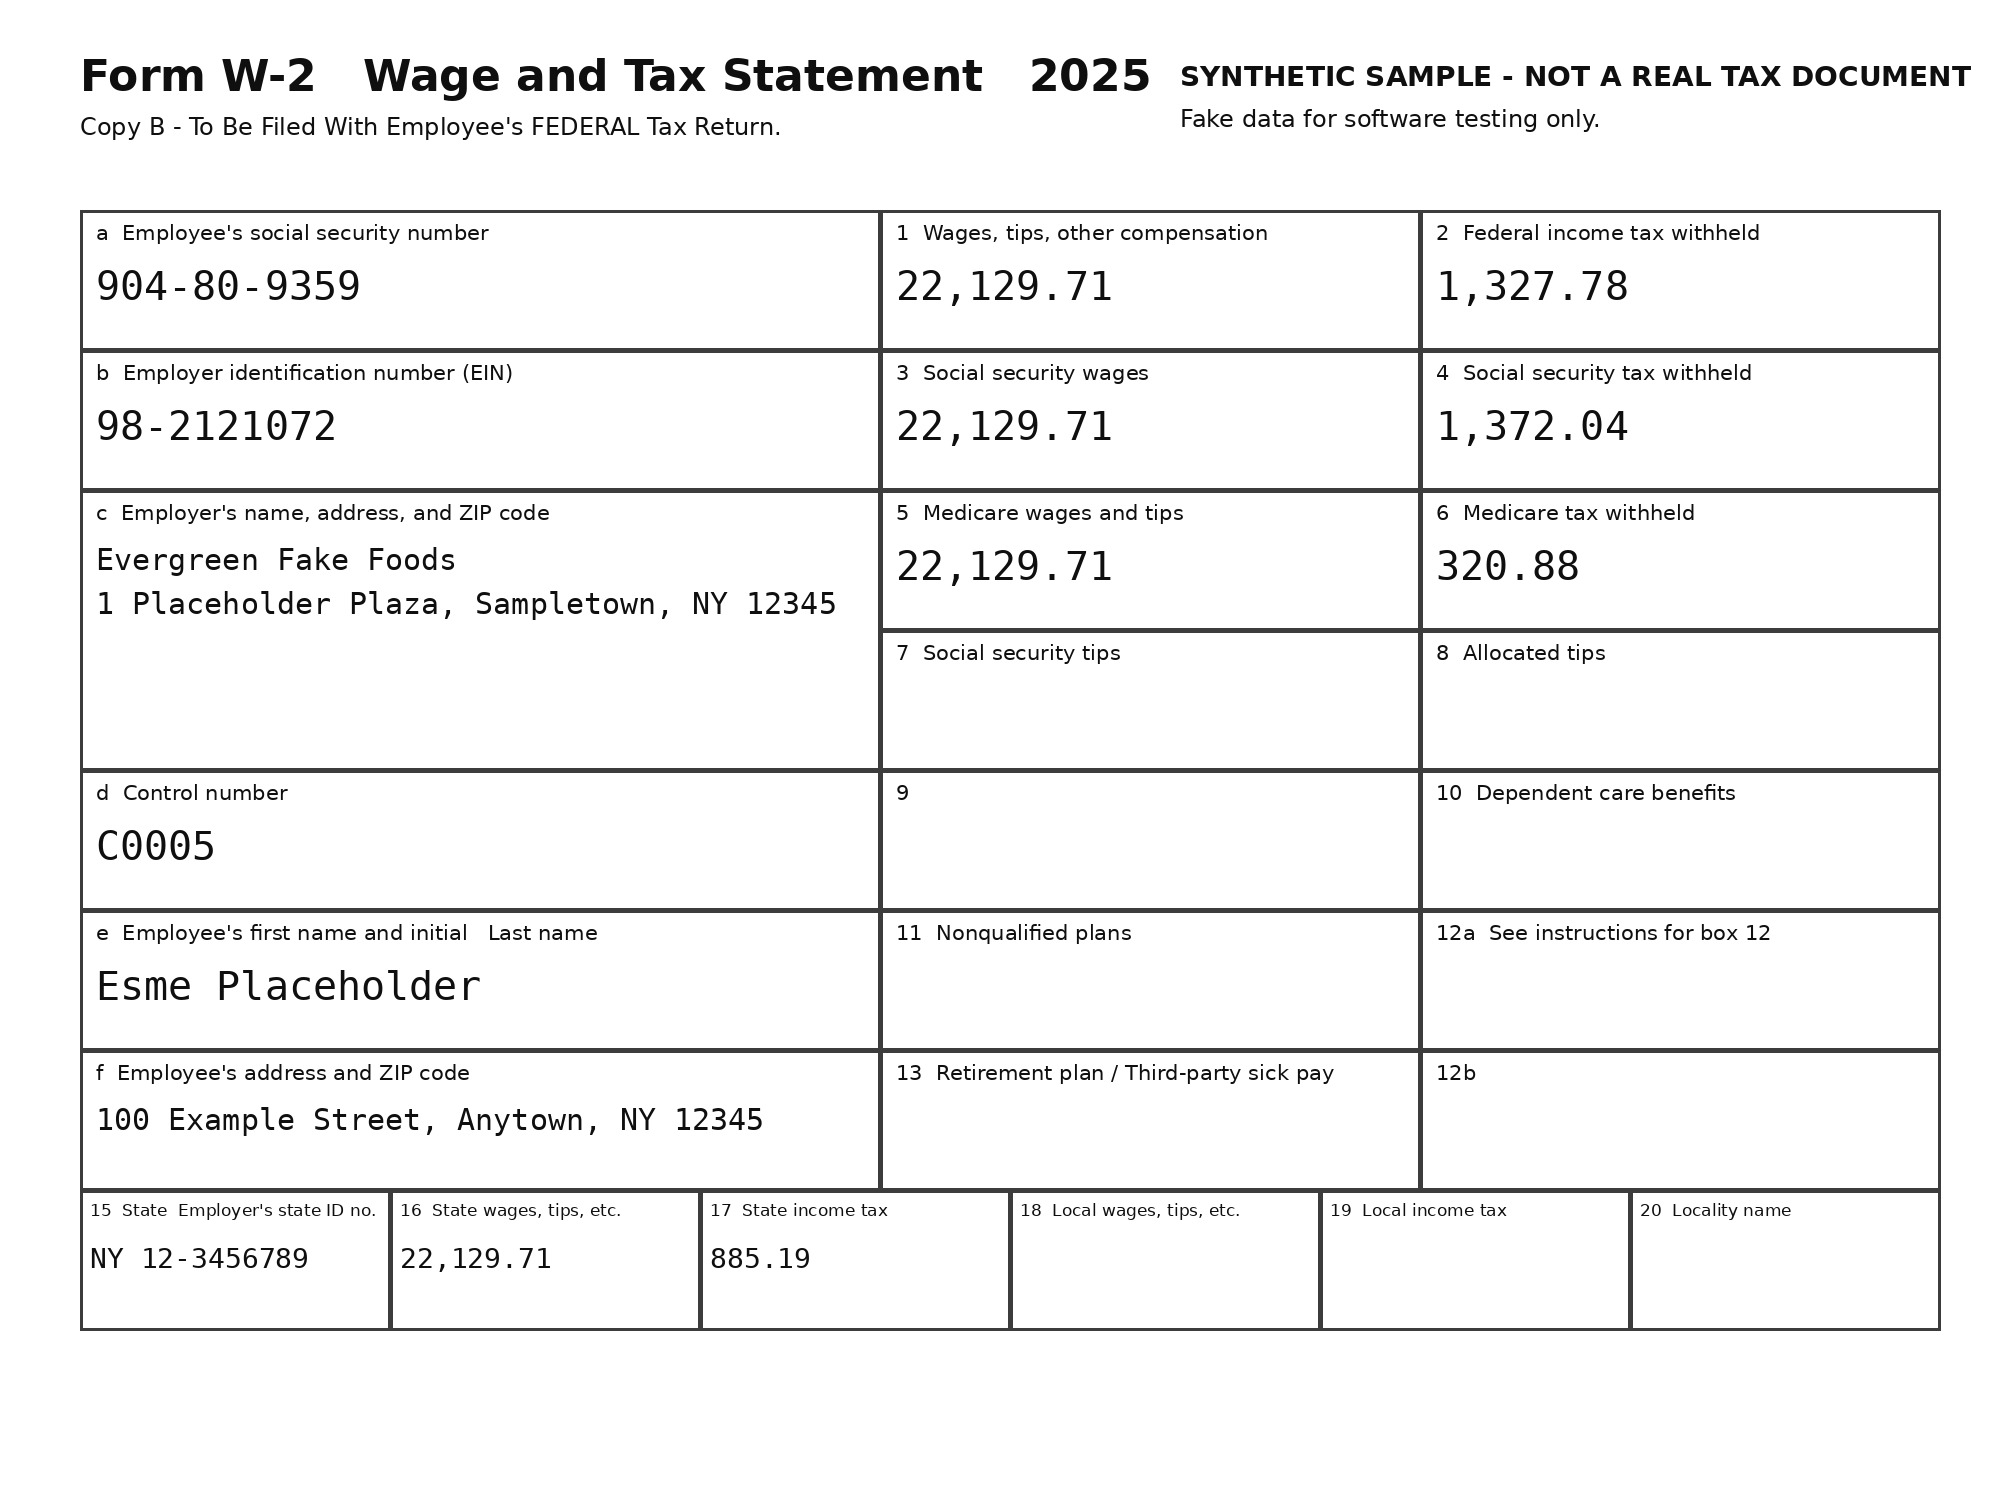 Form W-2   Wage and Tax Statement   2025
SYNTHETIC SAMPLE - NOT A REAL TAX DOCUMENT
Copy B - To Be Filed With Employee's FEDERAL Tax Return.
Fake data for software testing only.
a  Employee's social security number
904-80-9359
1  Wages, tips, other compensation
22,129.71
2  Federal income tax withheld
1,327.78
b  Employer identification number (EIN)
98-2121072
3  Social security wages
22,129.71
4  Social security tax withheld
1,372.04
c  Employer's name, address, and ZIP code
Evergreen Fake Foods
1 Placeholder Plaza, Sampletown, NY 12345
5  Medicare wages and tips
22,129.71
6  Medicare tax withheld
320.88
7  Social security tips
8  Allocated tips
d  Control number
C0005
9
10  Dependent care benefits
e  Employee's first name and initial   Last name
Esme Placeholder
11  Nonqualified plans
12a  See instructions for box 12
f  Employee's address and ZIP code
100 Example Street, Anytown, NY 12345
13  Retirement plan / Third-party sick pay
12b
15  State  Employer's state ID no.
NY 12-3456789
16  State wages, tips, etc.
22,129.71
17  State income tax
885.19
18  Local wages, tips, etc.
19  Local income tax
20  Locality name